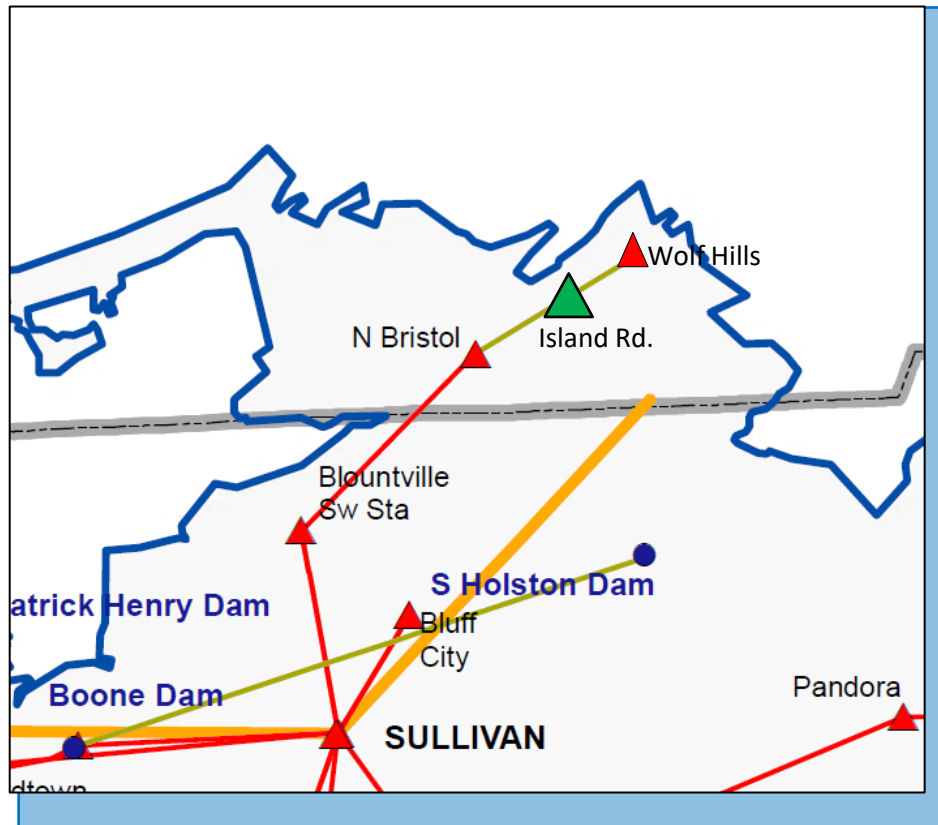 Wolf Hills
N Bristol
Island Rd.
Blountville
Sw Sta
S Holston Dam
atrick Henry Dam
Bluff
City
Boone Dam
Pandora
SULLIVAN
dtown